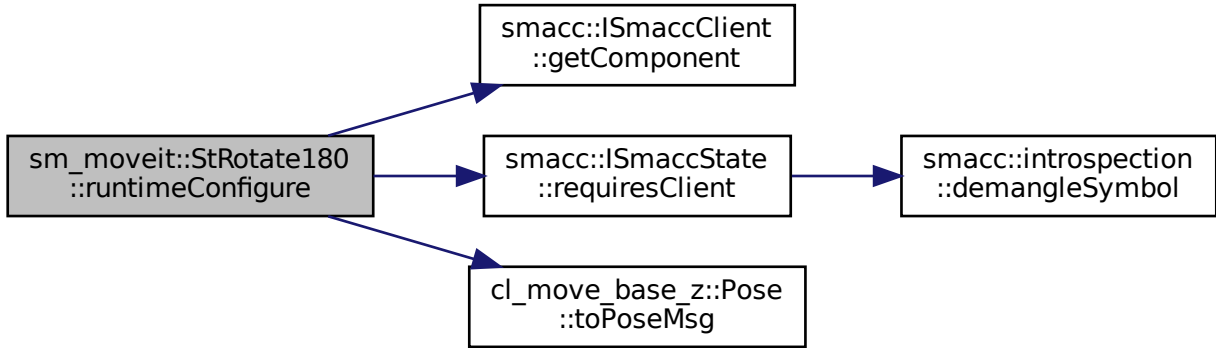 smacc::ISmaccClient
::getComponent
sm_moveit::StRotate180
::runtimeConfigure
smacc::ISmaccState
::requiresClient
smacc::introspection
::demangleSymbol
cl_move_base_z::Pose
::toPoseMsg